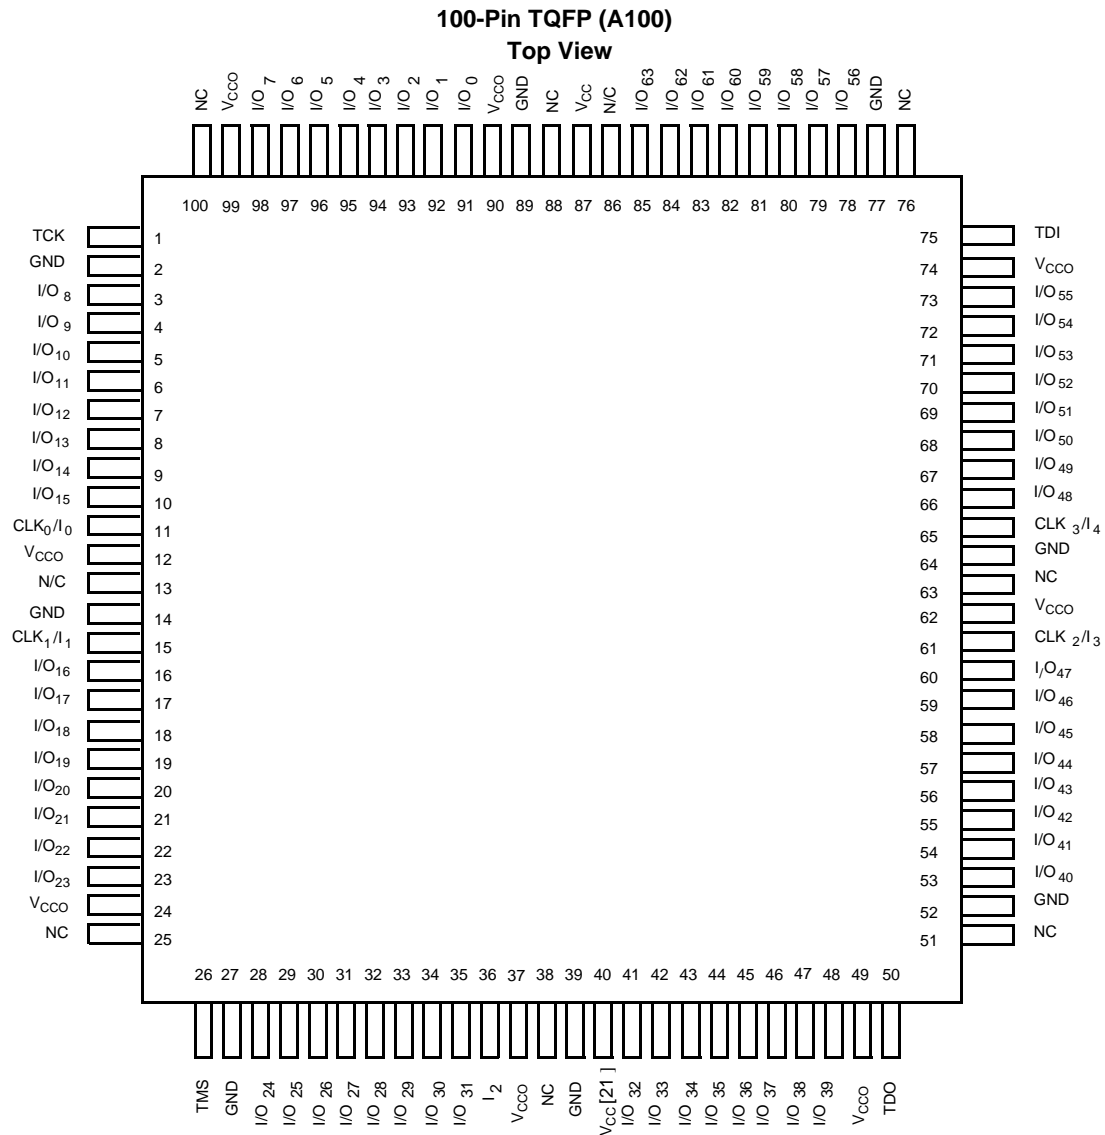 100-Pin TQFP (A100)
Top View
NC
VCCO
I/O 7
I/O 6
I/O 5
I/O 4
I/O 3
I/O 2
I/O 1
I/O 0
VCCO
GND
NC
VCC
N/C
I/O 63
I/O 62
I/O 61
I/O 60
I/O 59
I/O 58
I/O 57
I/O 56
GND
NC
100 99 98 97 96 95 94 93 92 91 90 89 88 87 86 85 84 83 82 81 80 79 78 77 76
TCK 1 75 TDI
GND 2 74 VCCO
I/O 8 3 73 I/O 55
I/O 9 4 72 I/O 54
I/O10 5 71 I/O 53
I/O11 6 70 I/O 52
I/O12 7 69 I/O 51
I/O13 8 68 I/O 50
I/O14 9 67 I/O 49
I/O15 10 66 I/O 48
CLK0/I0 11 65 CLK 3/I4
VCCO 12 64 GND
N/C 13 63 NC
GND 14 62 VCCO
CLK1/I1 15 61 CLK 2/I3
I/O16 16 60 I/O47
I/O17 17 59 I/O 46
I/O18 18 58 I/O 45
I/O19 19 57 I/O 44
I/O20 20 56 I/O 43
I/O21 21 55 I/O 42
I/O22 22 54 I/O 41
I/O23 23 53 I/O 40
VCCO 24 52 GND
NC 25 51 NC
26 27 28 29 30 31 32 33 34 35 36 37 38 39 40 41 42 43 44 45 46 47 48 49 50
TMS
GND
I/O 24
I/O 25
I/O 26
I/O 27
I/O 28
I/O 29
I/O 30
I/O 31
I 2
VCCO
NC
GND
VCC[21 ]
I/O 32
I/O 33
I/O 34
I/O 35
I/O 36
I/O 37
I/O 38
I/O 39
VCCO
TDO